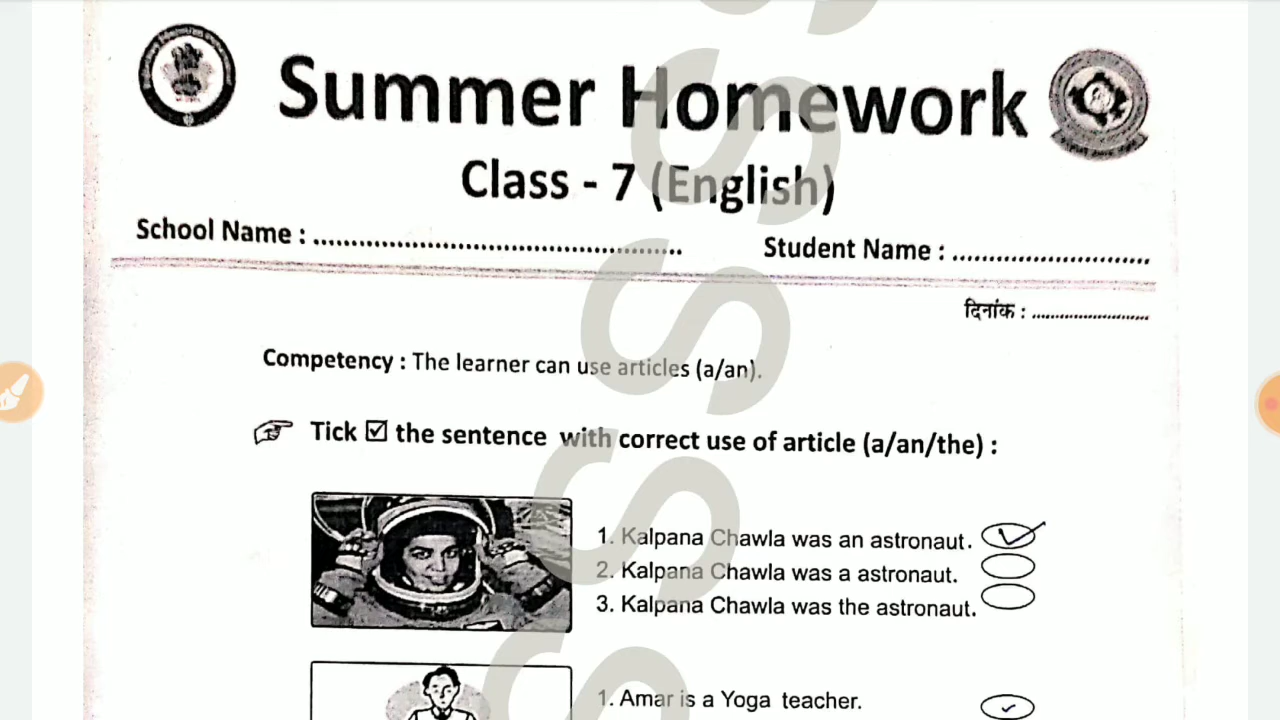 Summer Homework
Class - 7 (English)
School Name : ..................................................
Student Name : ...........................
दिनांक : ...........................
Competency : The learner can use articles (a/an).
Tick ☑ the sentence with correct use of article (a/an/the) :
1. Kalpana Chawla was an astronaut.
2. Kalpana Chawla was a astronaut.
3. Kalpana Chawla was the astronaut.
1. Amar is a Yoga teacher.
S S S S S